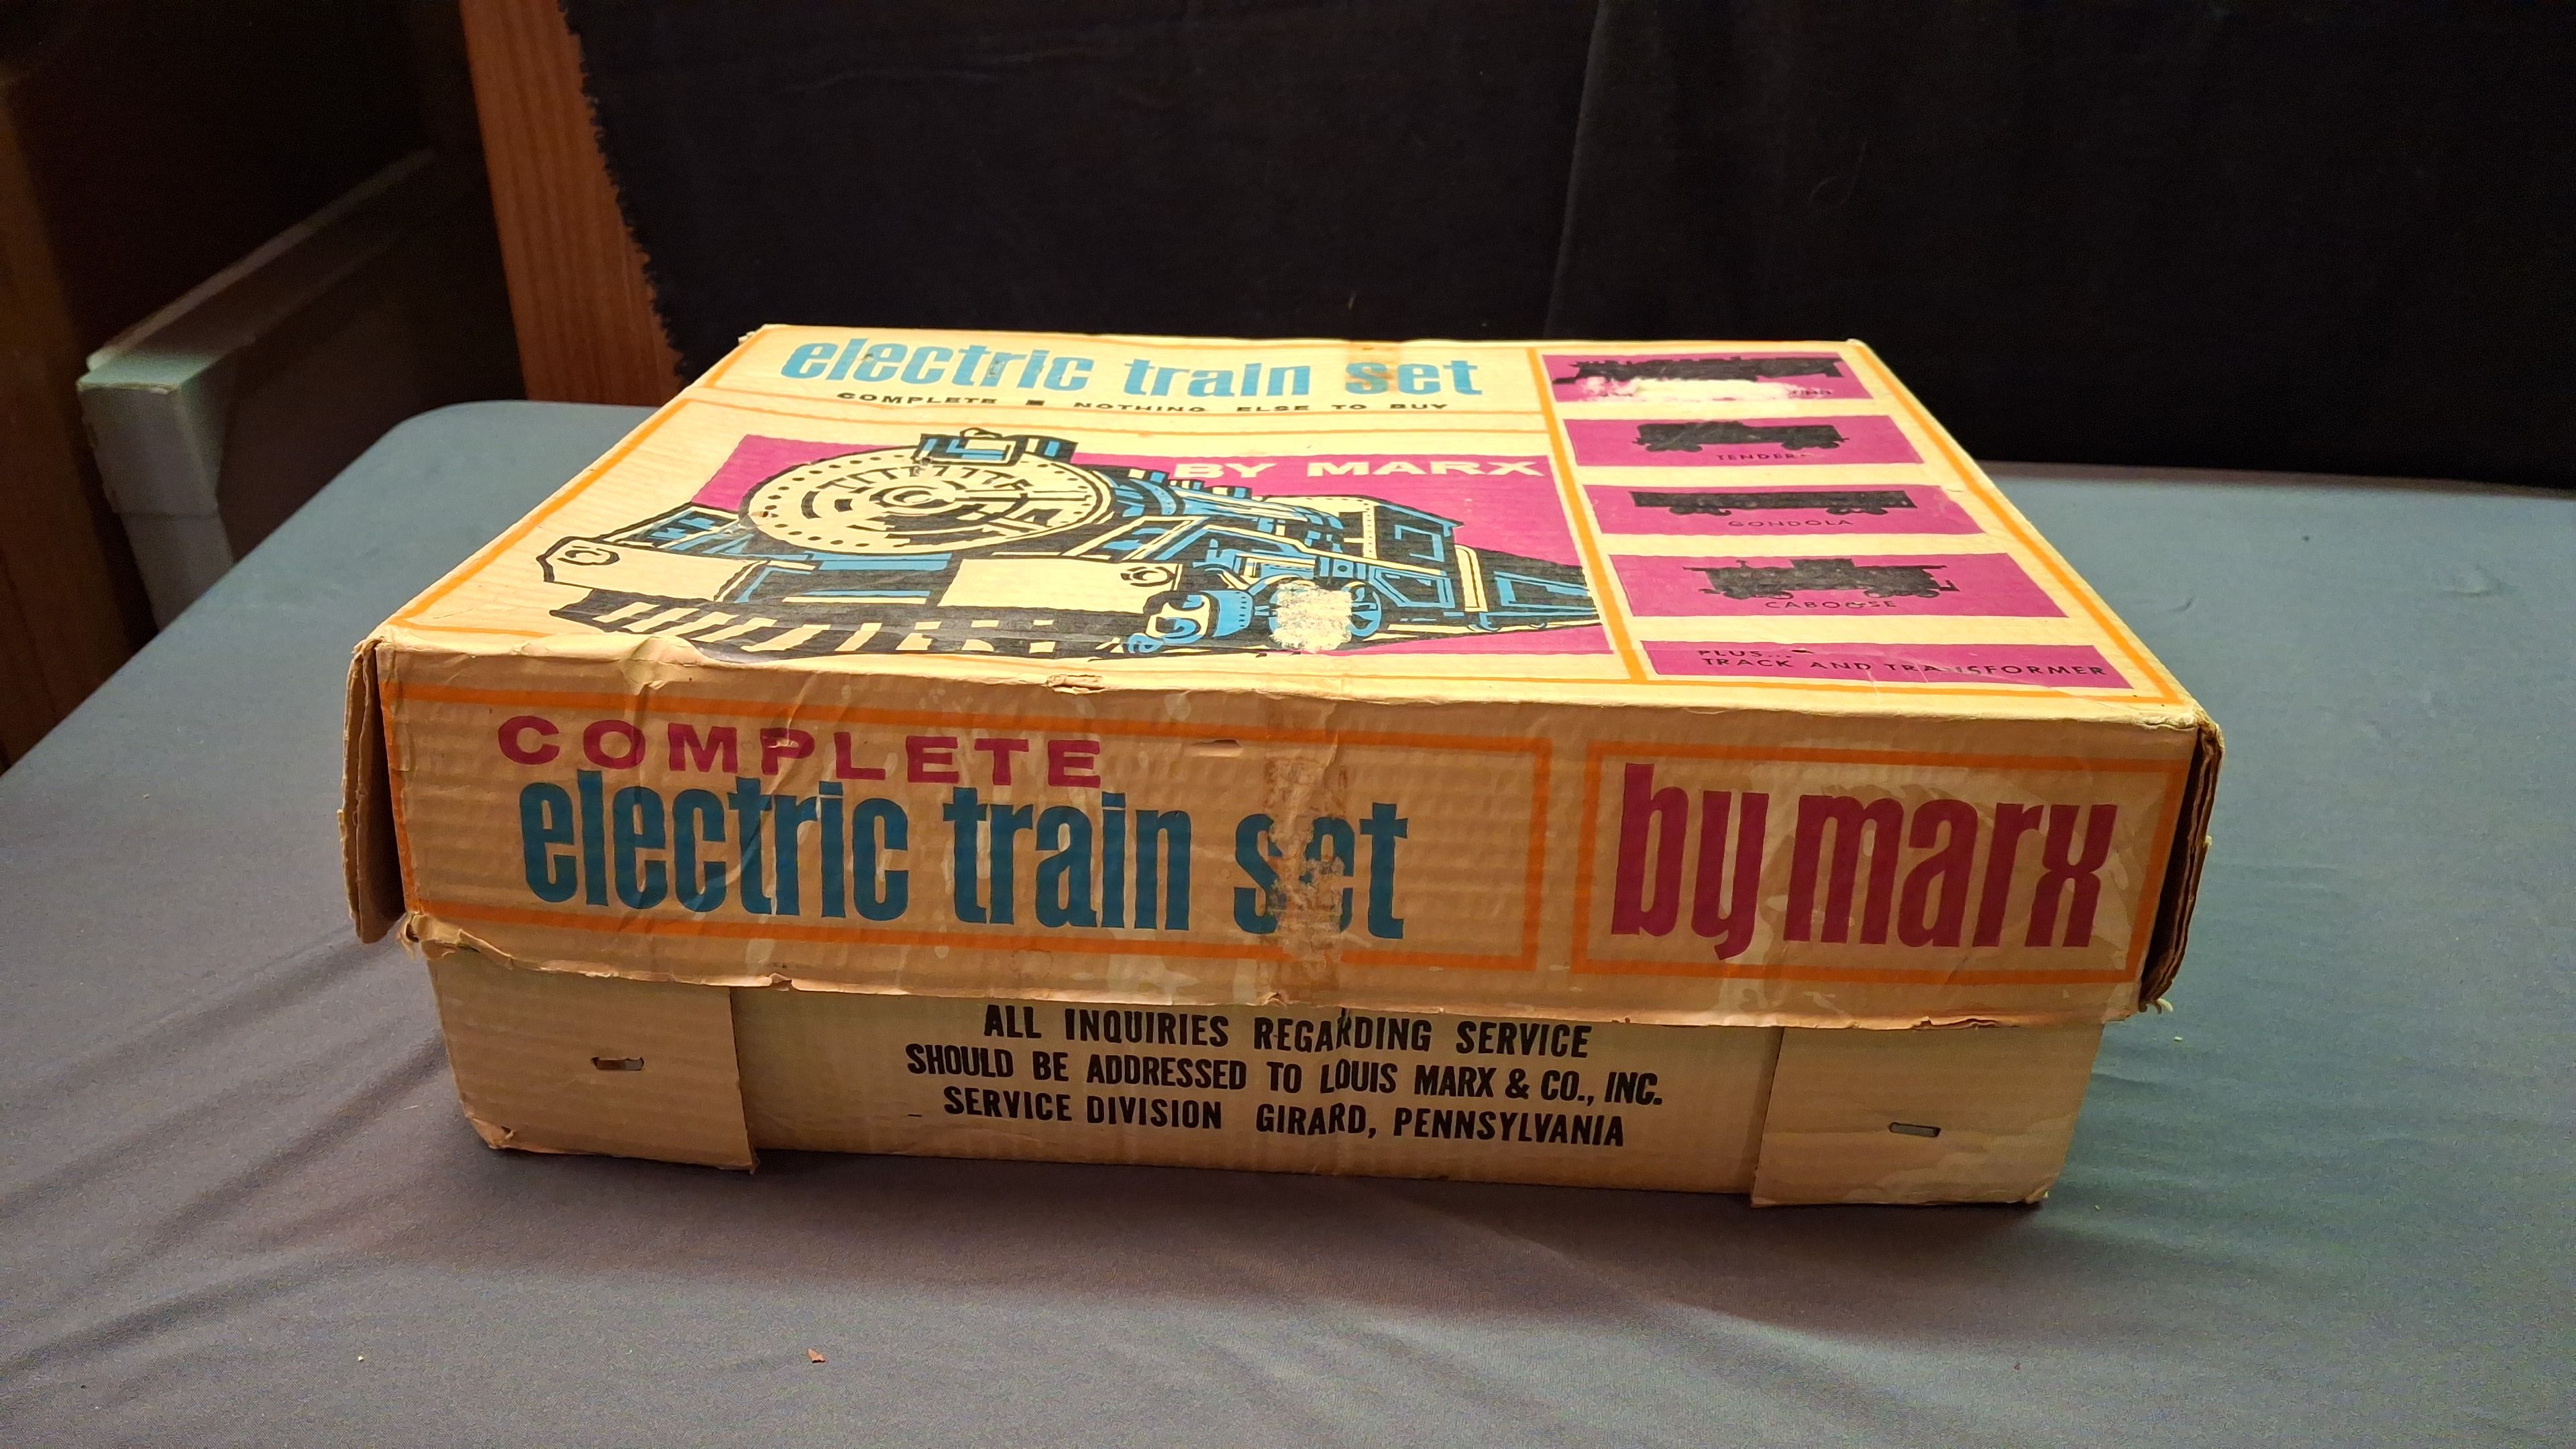 electric train set
COMPLETE ■ NOTHING ELSE TO BUY
BY MARX
TENDER
GONDOLA
CABOOSE
PLUS...
TRACK AND TRANSFORMER
COMPLETE
electric train set
by marx
ALL INQUIRIES REGARDING SERVICE
SHOULD BE ADDRESSED TO LOUIS MARX & CO., INC.
SERVICE DIVISION GIRARD, PENNSYLVANIA